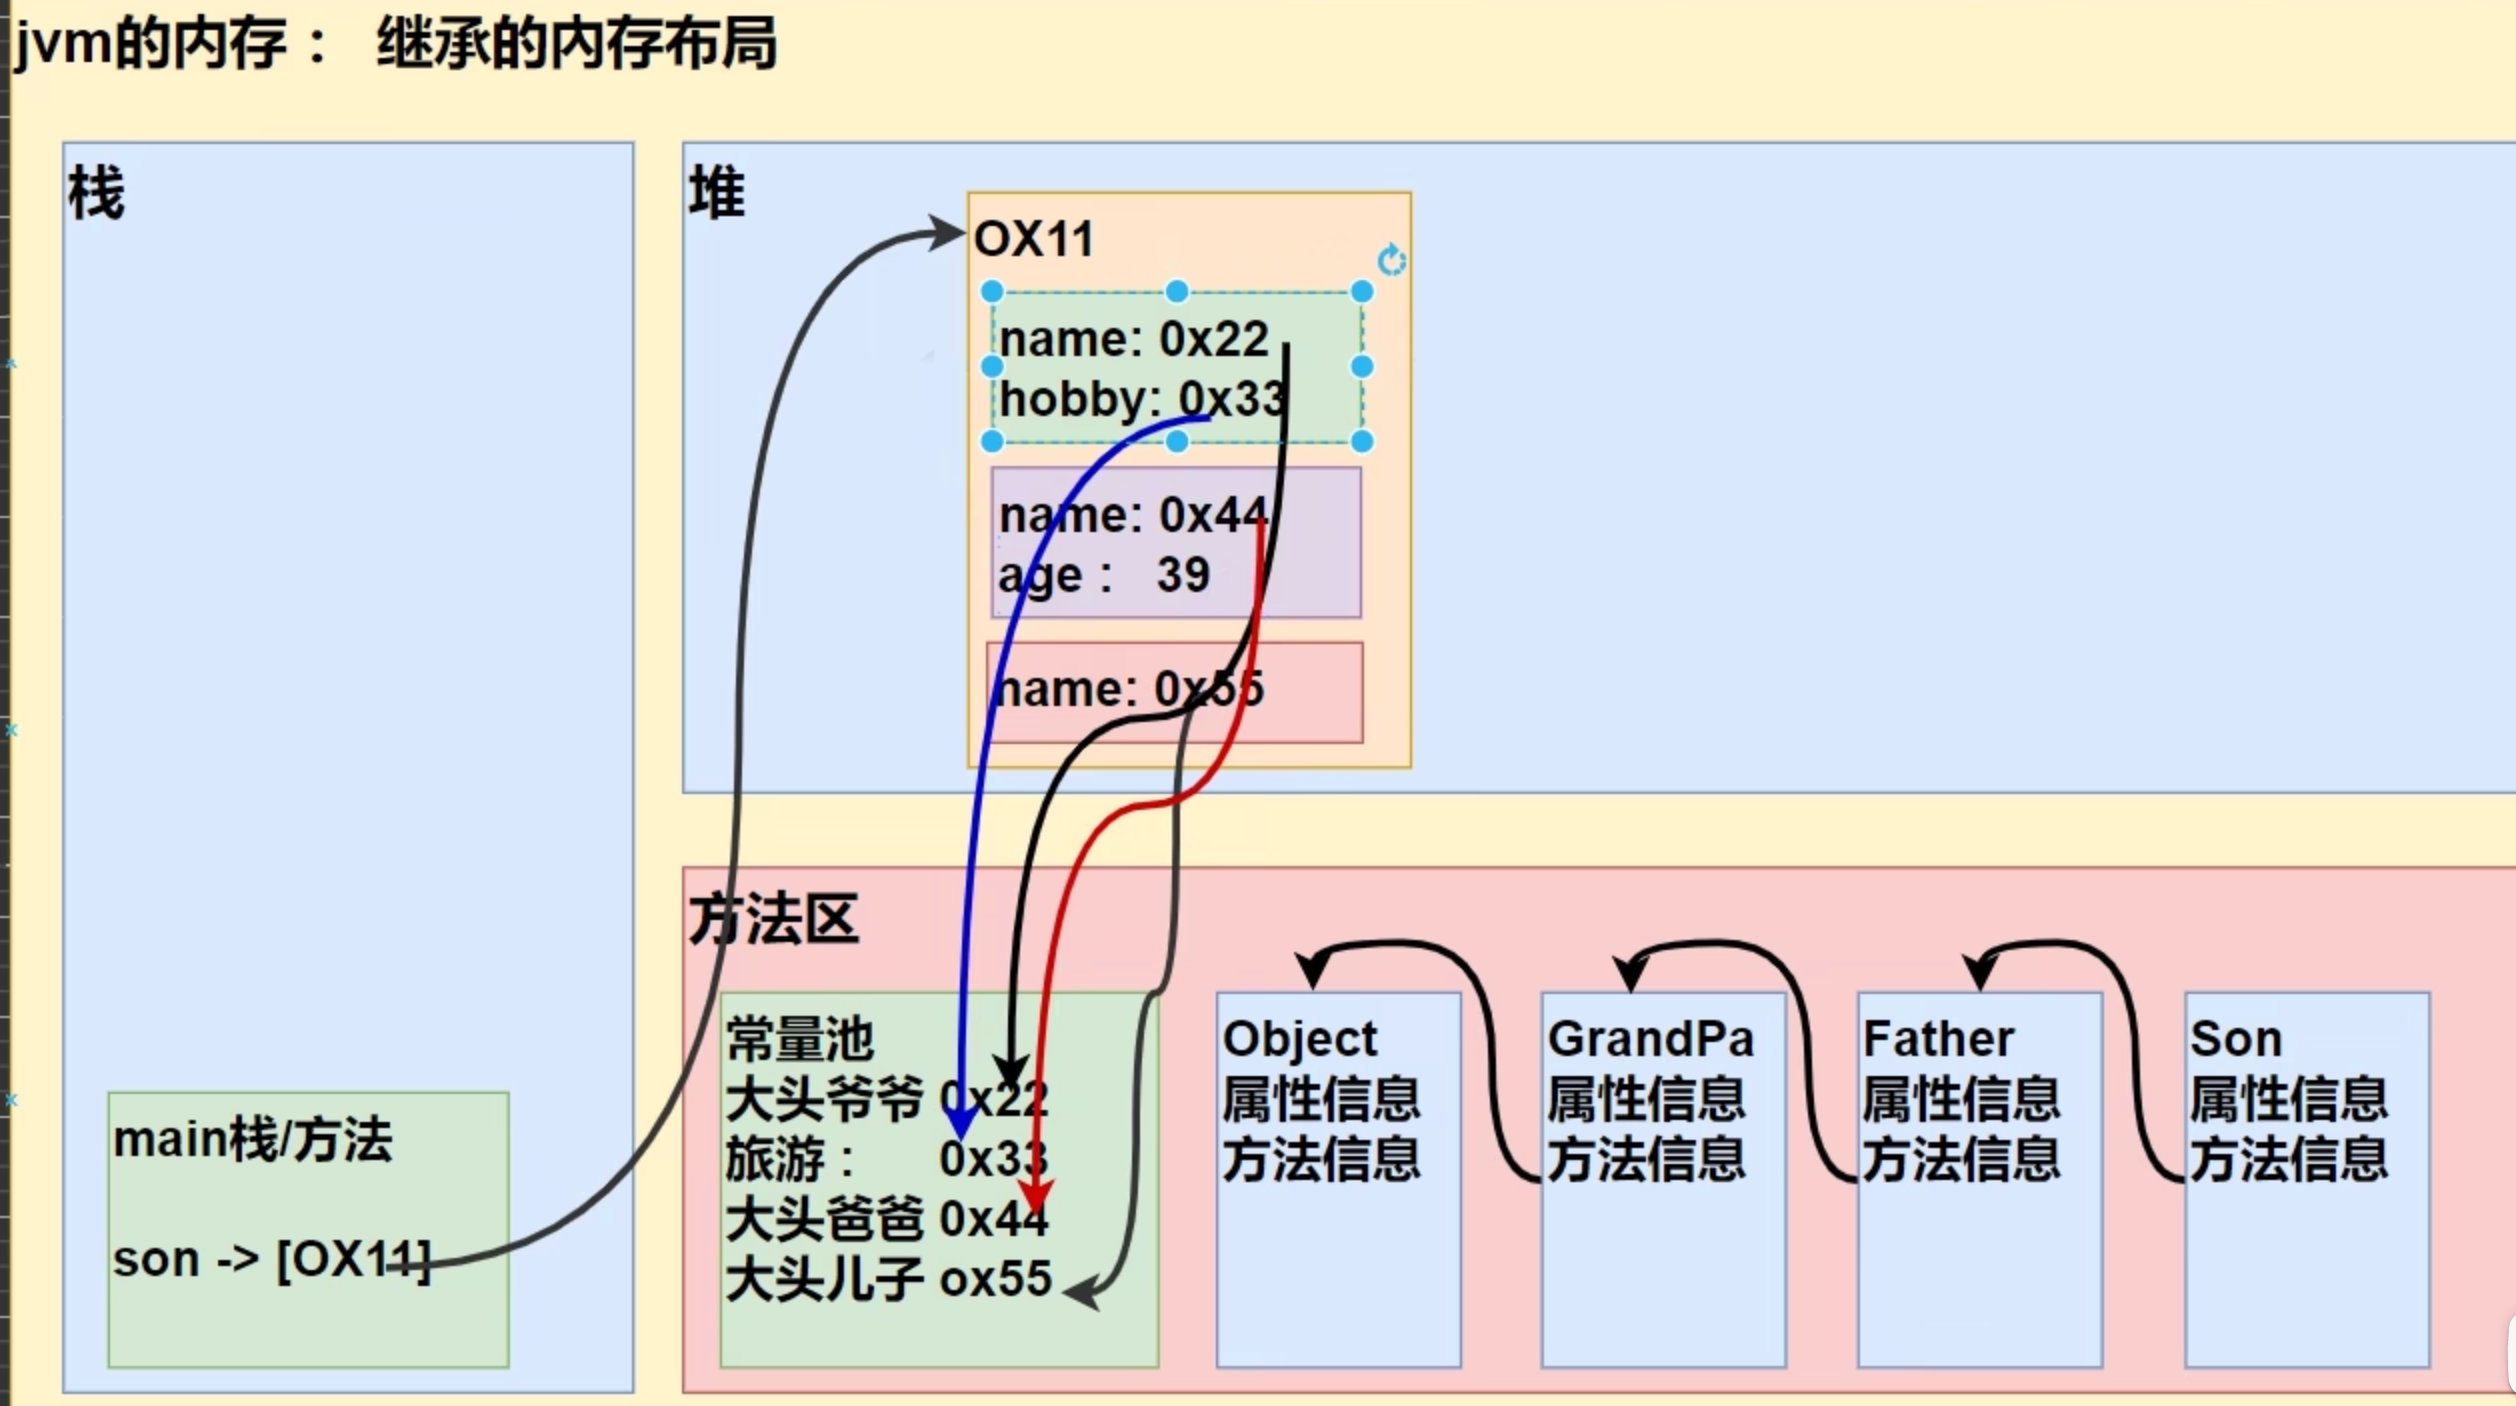 jvm的内存： 继承的内存布局
栈
main栈/方法
son -> [OX11]
堆
OX11
name: 0x22
hobby: 0x33
name: 0x44
age： 39
name: 0x55
方法区
常量池
大头爷爷 0x22
旅游： 0x33
大头爸爸 0x44
大头儿子 ox55
Object
属性信息
方法信息
GrandPa
属性信息
方法信息
Father
属性信息
方法信息
Son
属性信息
方法信息